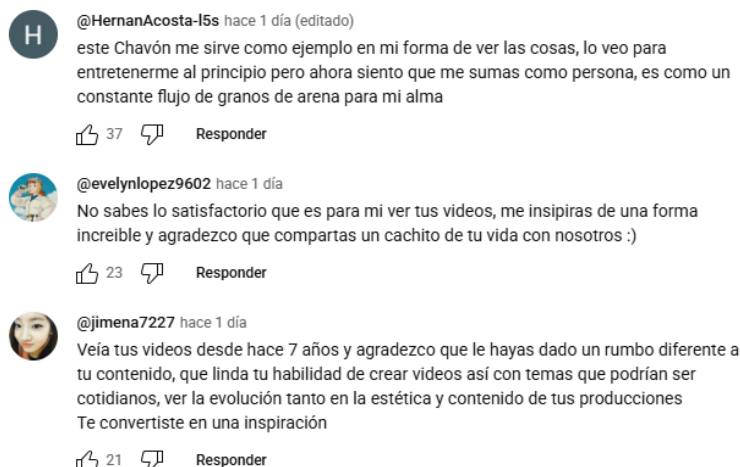 H
@HernanAcosta-l5s hace 1 día (editado)
este Chavón me sirve como ejemplo en mi forma de ver las cosas, lo veo para
entretenerme al principio pero ahora siento que me sumas como persona, es como un
constante flujo de granos de arena para mi alma
37 Responder
@evelynlopez9602 hace 1 día
No sabes lo satisfactorio que es para mi ver tus videos, me insipiras de una forma
increible y agradezco que compartas un cachito de tu vida con nosotros :)
23 Responder
@jimena7227 hace 1 día
Veía tus videos desde hace 7 años y agradezco que le hayas dado un rumbo diferente a
tu contenido, que linda tu habilidad de crear videos así con temas que podrían ser
cotidianos, ver la evolución tanto en la estética y contenido de tus producciones
Te convertiste en una inspiración
21 Responder